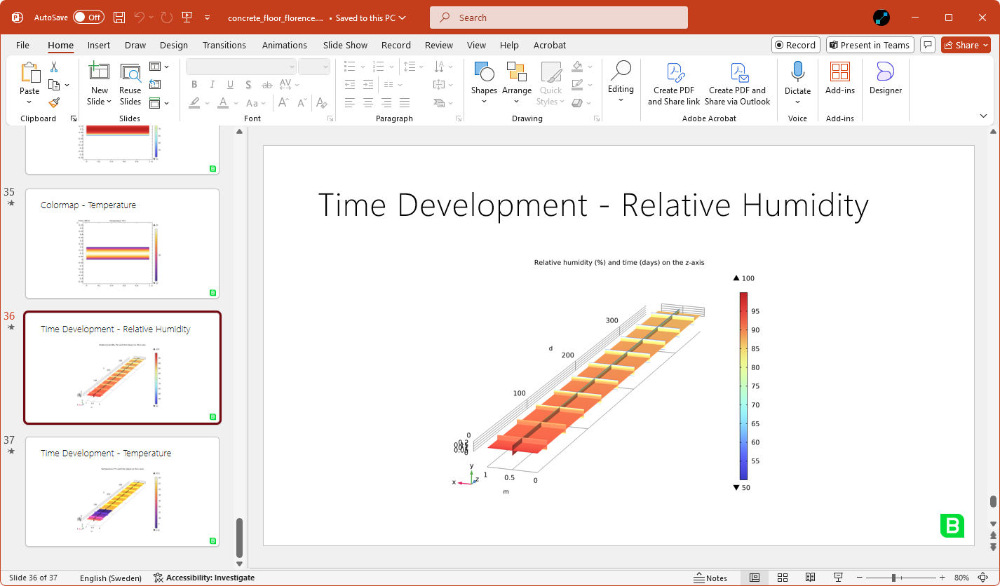 AutoSave Off concrete_floor_florence.... • Saved to this PC Search
File Home Insert Draw Design Transitions Animations Slide Show Record Review View Help Acrobat Record Present in Teams Share
Paste
Clipboard
New Slide
Reuse Slides
Slides
B I U S ab AV
A Aa A A A
Font
Paragraph
Shapes
Arrange
Quick Styles
Drawing
Editing
Create PDF and Share link
Create PDF and Share via Outlook
Adobe Acrobat
Dictate
Voice
Add-ins
Add-ins
Designer
35
Colormap - Temperature
36
Time Development - Relative Humidity
37
Time Development - Temperature
Time Development - Relative Humidity
Relative humidity (%) and time (days) on the z-axis
100
95
90
85
80
75
70
65
60
55
50
300
d
200
100
0
0.2
0
y
x
z
1
0.5
0
m
B
Slide 36 of 37 English (Sweden) Accessibility: Investigate Notes 80%